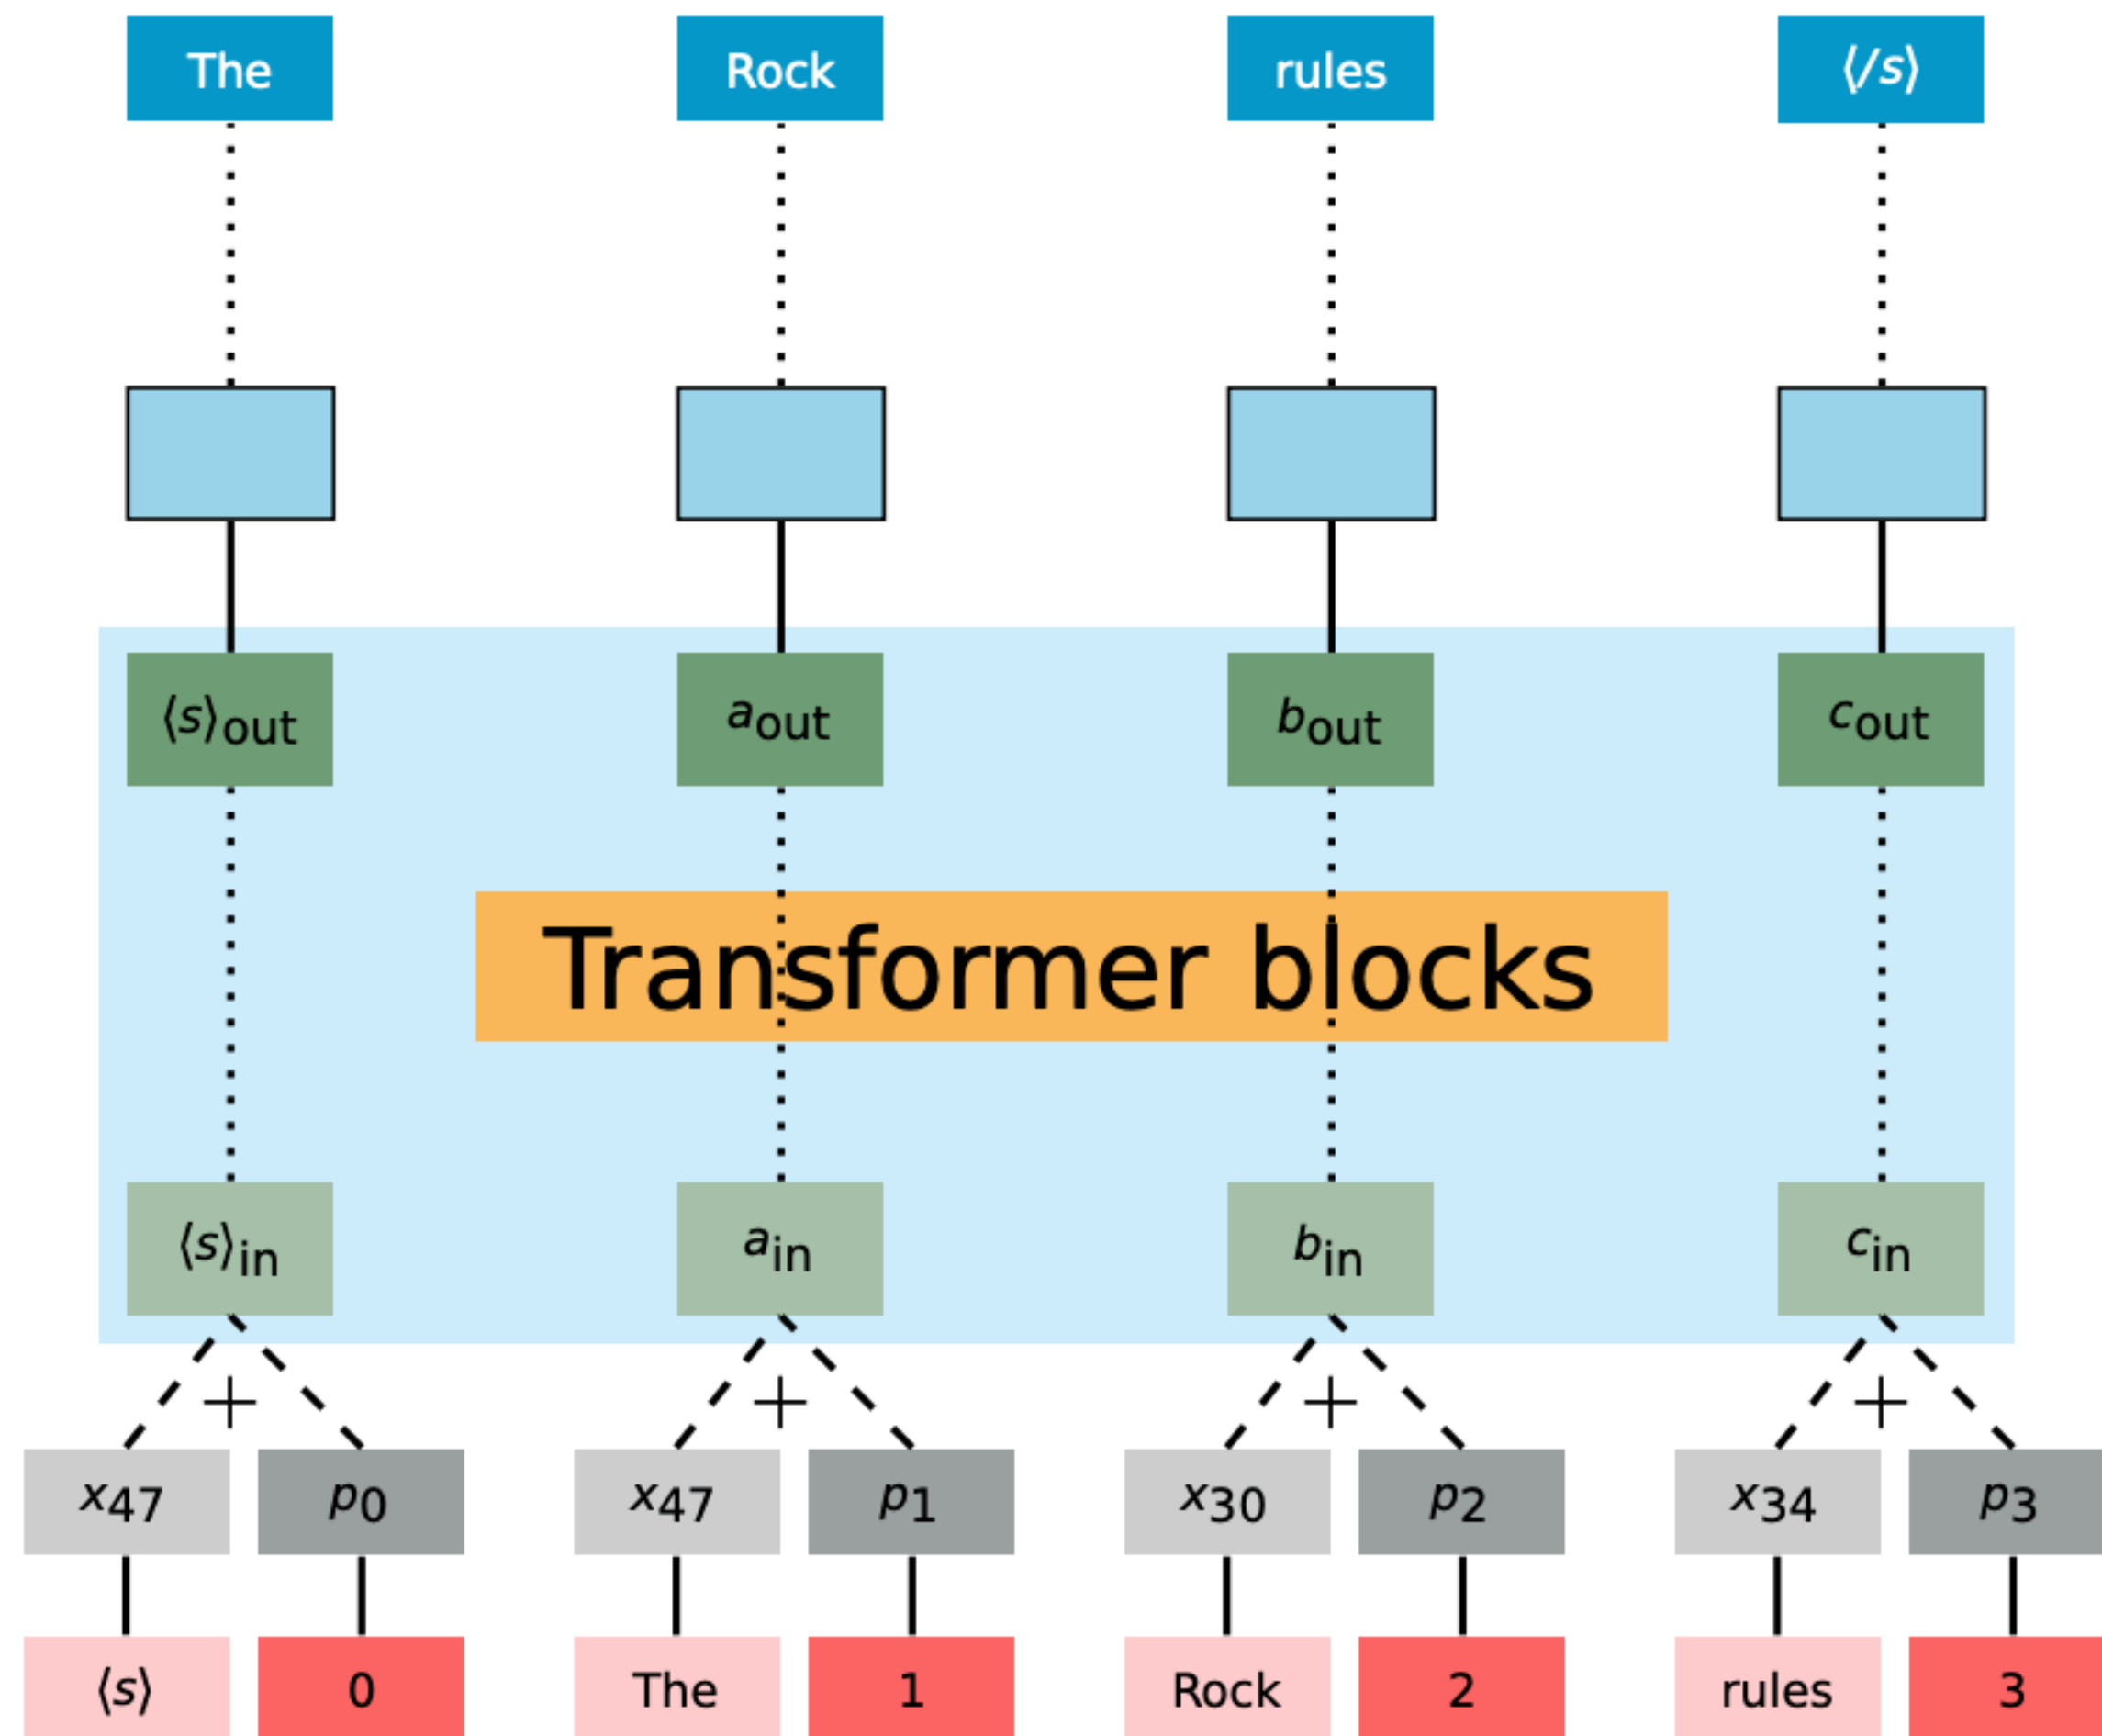 The Rock rules ⟨/s⟩
⟨s⟩out aout bout cout
Transformer blocks
⟨s⟩in ain bin cin
+ + + +
x47 p0 x47 p1 x30 p2 x34 p3
⟨s⟩ 0 The 1 Rock 2 rules 3